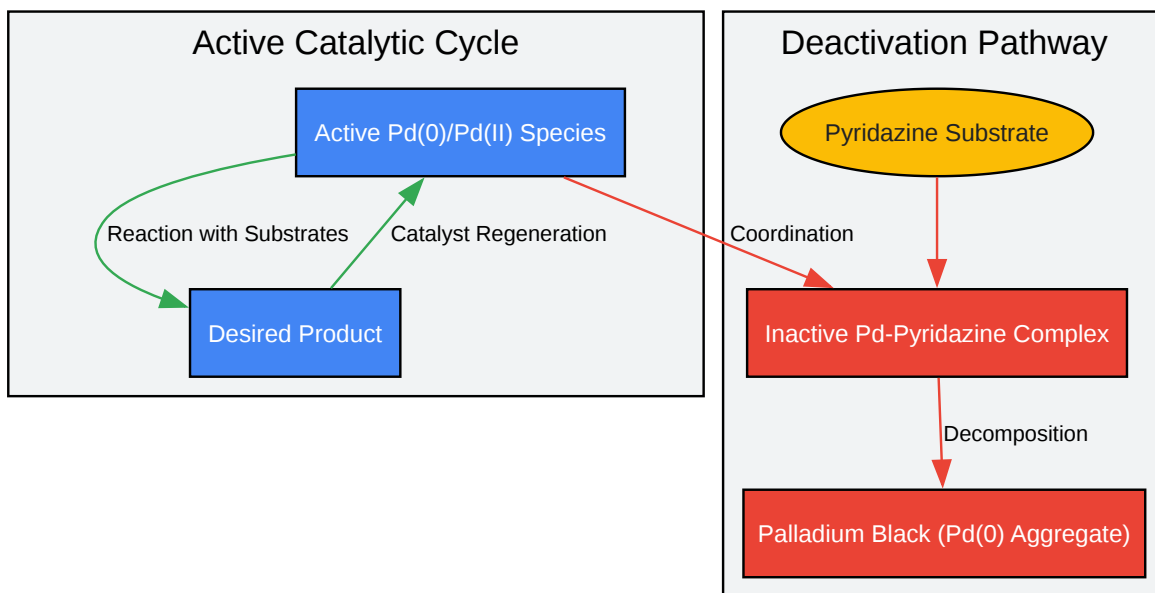 Active Catalytic Cycle
Active Pd(0)/Pd(II) Species
Reaction with Substrates
Catalyst Regeneration
Desired Product
Deactivation Pathway
Pyridazine Substrate
Coordination
Inactive Pd-Pyridazine Complex
Decomposition
Palladium Black (Pd(0) Aggregate)